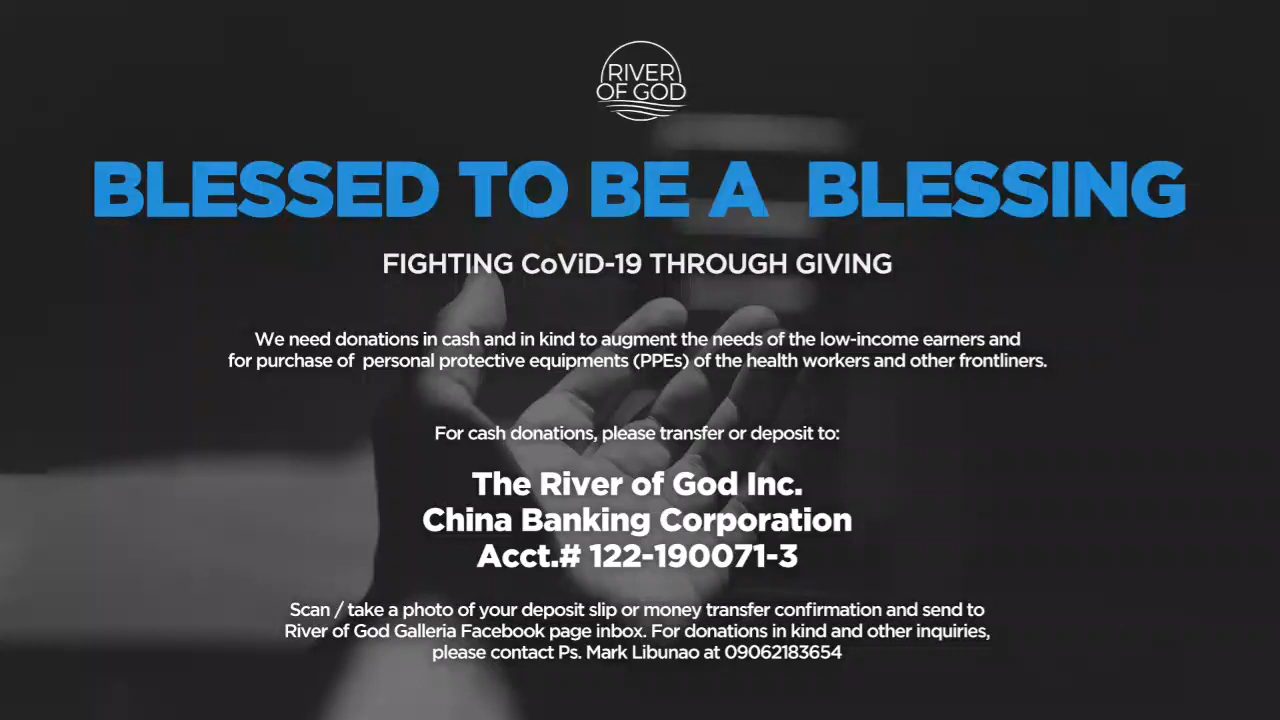 RIVER
OF GOD
BLESSED TO BE A BLESSING
FIGHTING CoViD-19 THROUGH GIVING
We need donations in cash and in kind to augment the needs of the low-income earners and
for purchase of personal protective equipments (PPEs) of the health workers and other frontliners.
For cash donations, please transfer or deposit to:
The River of God Inc.
China Banking Corporation
Acct.# 122-190071-3
Scan / take a photo of your deposit slip or money transfer confirmation and send to
River of God Galleria Facebook page inbox. For donations in kind and other inquiries,
please contact Ps. Mark Libunao at 09062183654